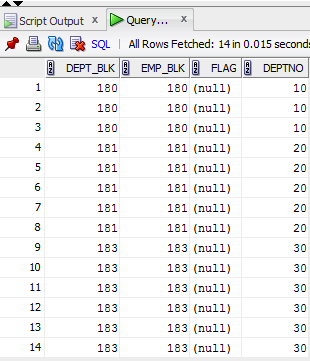 Script Output x Query... x
SQL | All Rows Fetched: 14 in 0.015 seconds
DEPT_BLK EMP_BLK FLAG DEPTNO
1 180 180 (null) 10
2 180 180 (null) 10
3 180 180 (null) 10
4 181 181 (null) 20
5 181 181 (null) 20
6 181 181 (null) 20
7 181 181 (null) 20
8 181 181 (null) 20
9 183 183 (null) 30
10 183 183 (null) 30
11 183 183 (null) 30
12 183 183 (null) 30
13 183 183 (null) 30
14 183 183 (null) 30